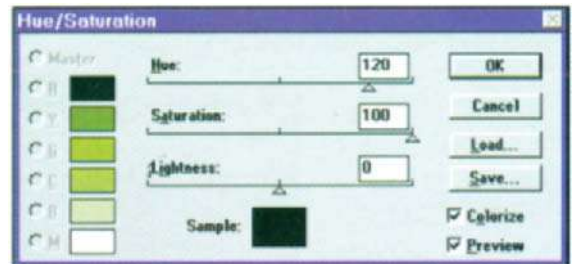 Hue/Saturation
Master
Hue: 120
OK
R
Saturation: 100
Cancel
Y
G
Load...
C
Lightness: 0
Save...
B
Sample:
Colorize
M
Preview